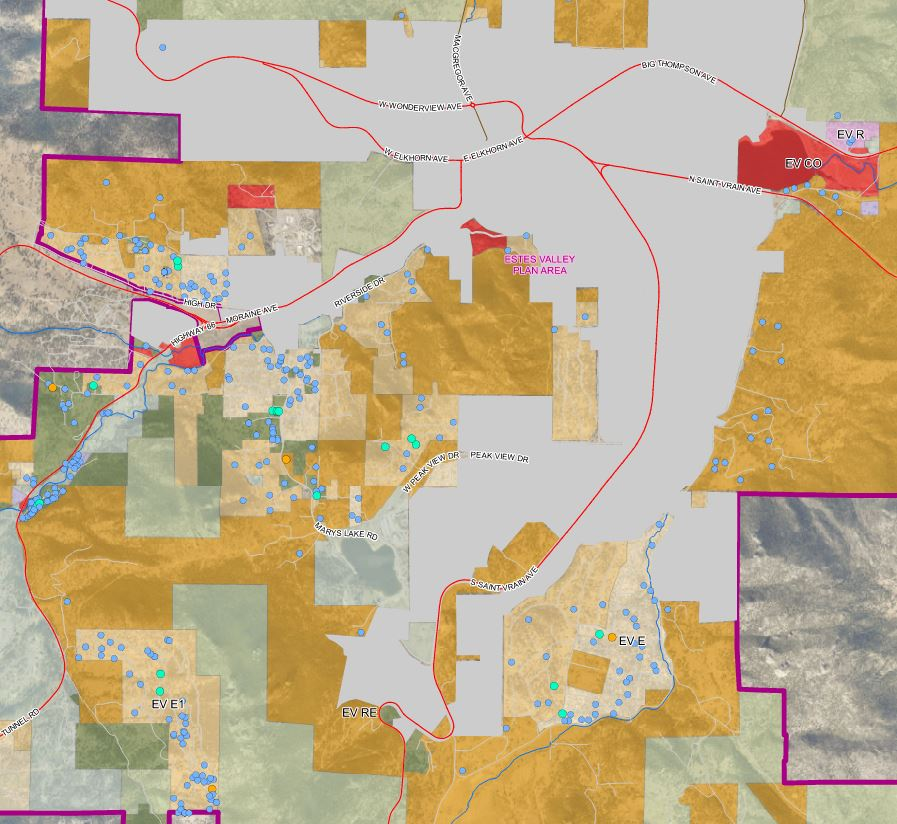 MACGREGOR AVE
BIG THOMPSON AVE
W WONDERVIEW AVE
EV R
W ELKHORN AVE
E ELKHORN AVE
EV CO
N SAINT VRAIN AVE
ESTES VALLEY
PLAN AREA
RIVERSIDE DR
HIGH DR
MORAINE AVE
HIGHWAY 66
W PEAK VIEW DR
PEAK VIEW DR
MARYS LAKE RD
S SAINT VRAIN AVE
EV E
EV E1
EV RE
TUNNEL RD